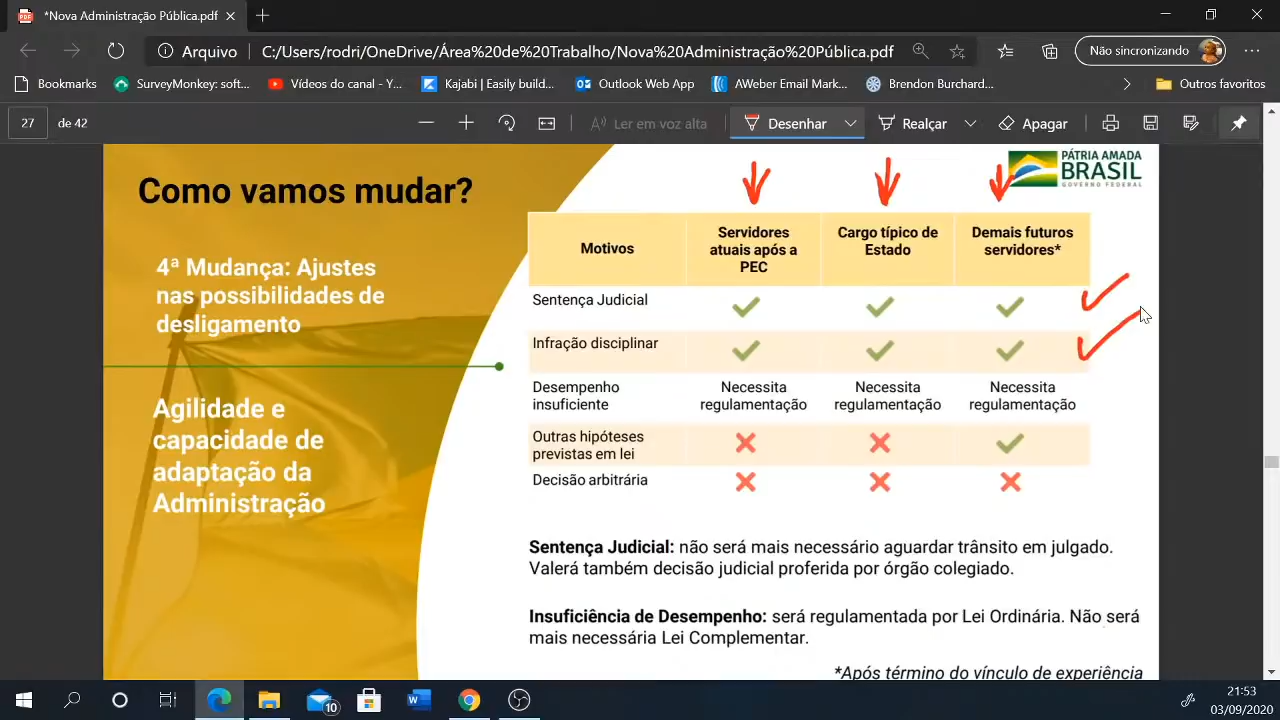 *Nova Administração Pública.pdf
Arquivo
C:/Users/rodri/OneDrive/Área%20de%20Trabalho/Nova%20Administração%20Pública.pdf
Não sincronizando
Bookmarks
SurveyMonkey: soft...
Vídeos do canal - Y...
Kajabi | Easily build...
Outlook Web App
AWeber Email Mark...
Brendon Burchard...
Outros favoritos
27
de 42
Ler em voz alta
Desenhar
Realçar
Apagar
PÁTRIA AMADA
BRASIL
GOVERNO FEDERAL
Como vamos mudar?
4ª Mudança: Ajustes
nas possibilidades de
desligamento
Agilidade e
capacidade de
adaptação da
Administração
Motivos
Servidores
atuais após a
PEC
Cargo típico de
Estado
Demais futuros
servidores*
Sentença Judicial
Infração disciplinar
Desempenho
insuficiente
Necessita
regulamentação
Necessita
regulamentação
Necessita
regulamentação
Outras hipóteses
previstas em lei
Decisão arbitrária
Sentença Judicial: não será mais necessário aguardar trânsito em julgado.
Valerá também decisão judicial proferida por órgão colegiado.
Insuficiência de Desempenho: será regulamentada por Lei Ordinária. Não será
mais necessária Lei Complementar.
*Após término do vínculo de experiência
10
21:53
03/09/2020